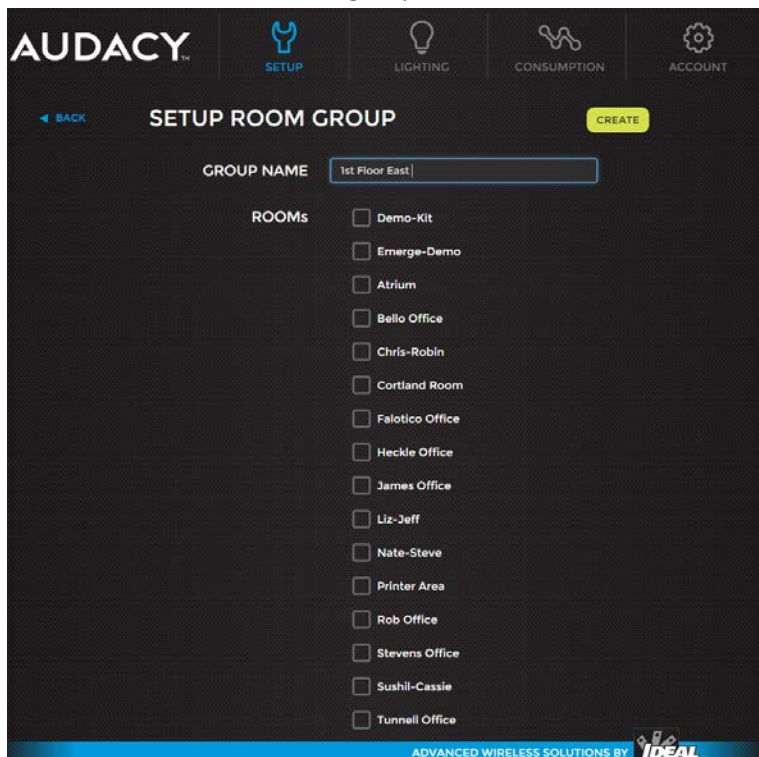 AUDACY™
SETUP
LIGHTING
CONSUMPTION
ACCOUNT
◄ BACK
SETUP ROOM GROUP
CREATE
GROUP NAME
1st Floor East
ROOMs
Demo-Kit
Emerge-Demo
Atrium
Bello Office
Chris-Robin
Cortland Room
Falotico Office
Heckle Office
James Office
Liz-Jeff
Nate-Steve
Printer Area
Rob Office
Stevens Office
Sushil-Cassie
Tunnell Office
ADVANCED WIRELESS SOLUTIONS BY IDEAL